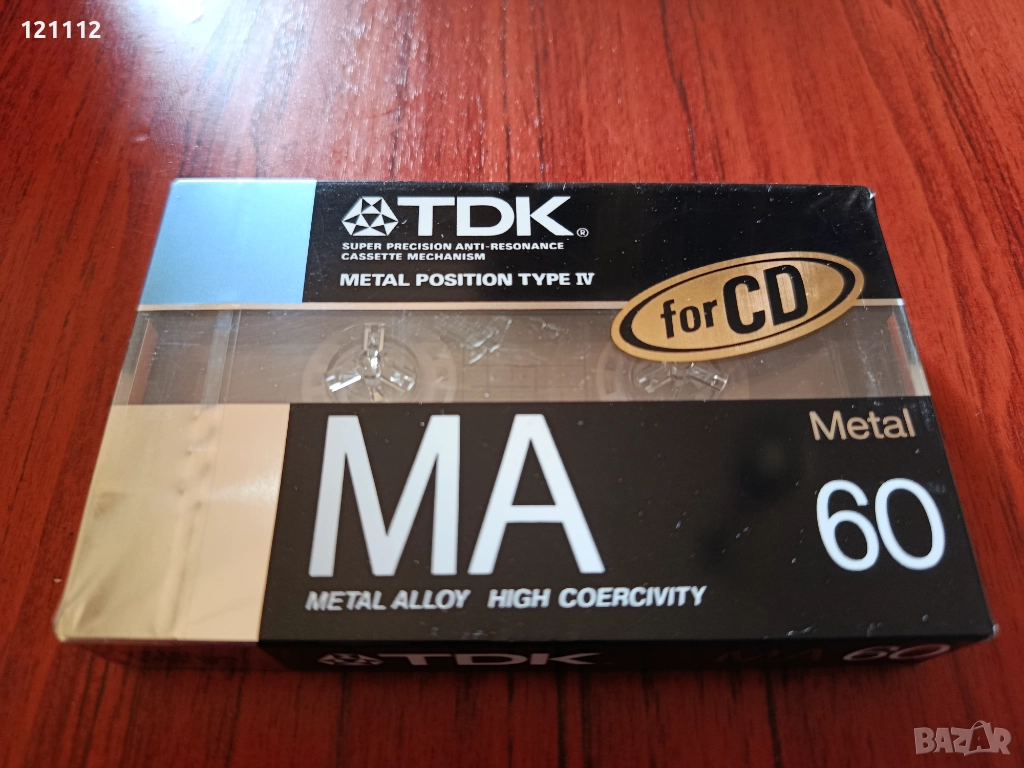 121112
TDK®
SUPER PRECISION ANTI-RESONANCE
CASSETTE MECHANISM
METAL POSITION TYPE IV
for CD
Metal
MA
60
METAL ALLOY HIGH COERCIVITY
TDK MA 60
BAZAR